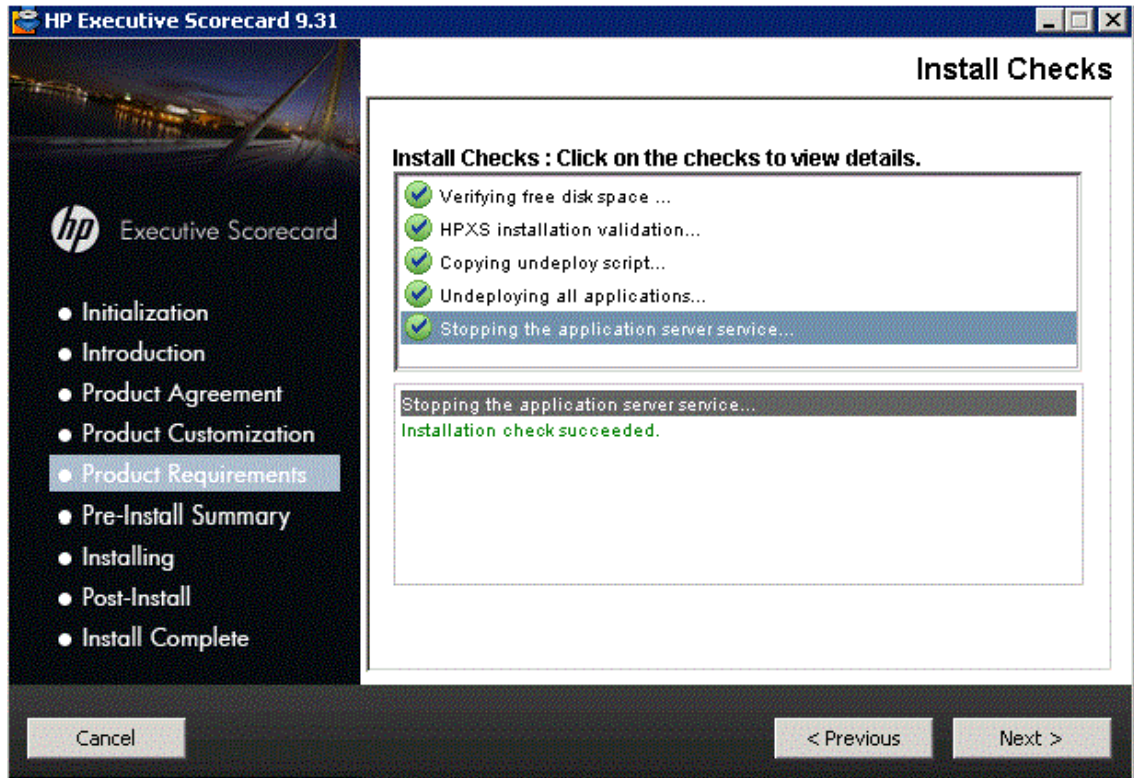 HP Executive Scorecard 9.31
Install Checks
hp Executive Scorecard
Initialization
Introduction
Product Agreement
Product Customization
Product Requirements
Pre-Install Summary
Installing
Post-Install
Install Complete
Install Checks : Click on the checks to view details.
Verifying free disk space ...
HPXS installation validation...
Copying undeploy script...
Undeploying all applications...
Stopping the application server service...
Stopping the application server service...
Installation check succeeded.
Cancel
< Previous
Next >